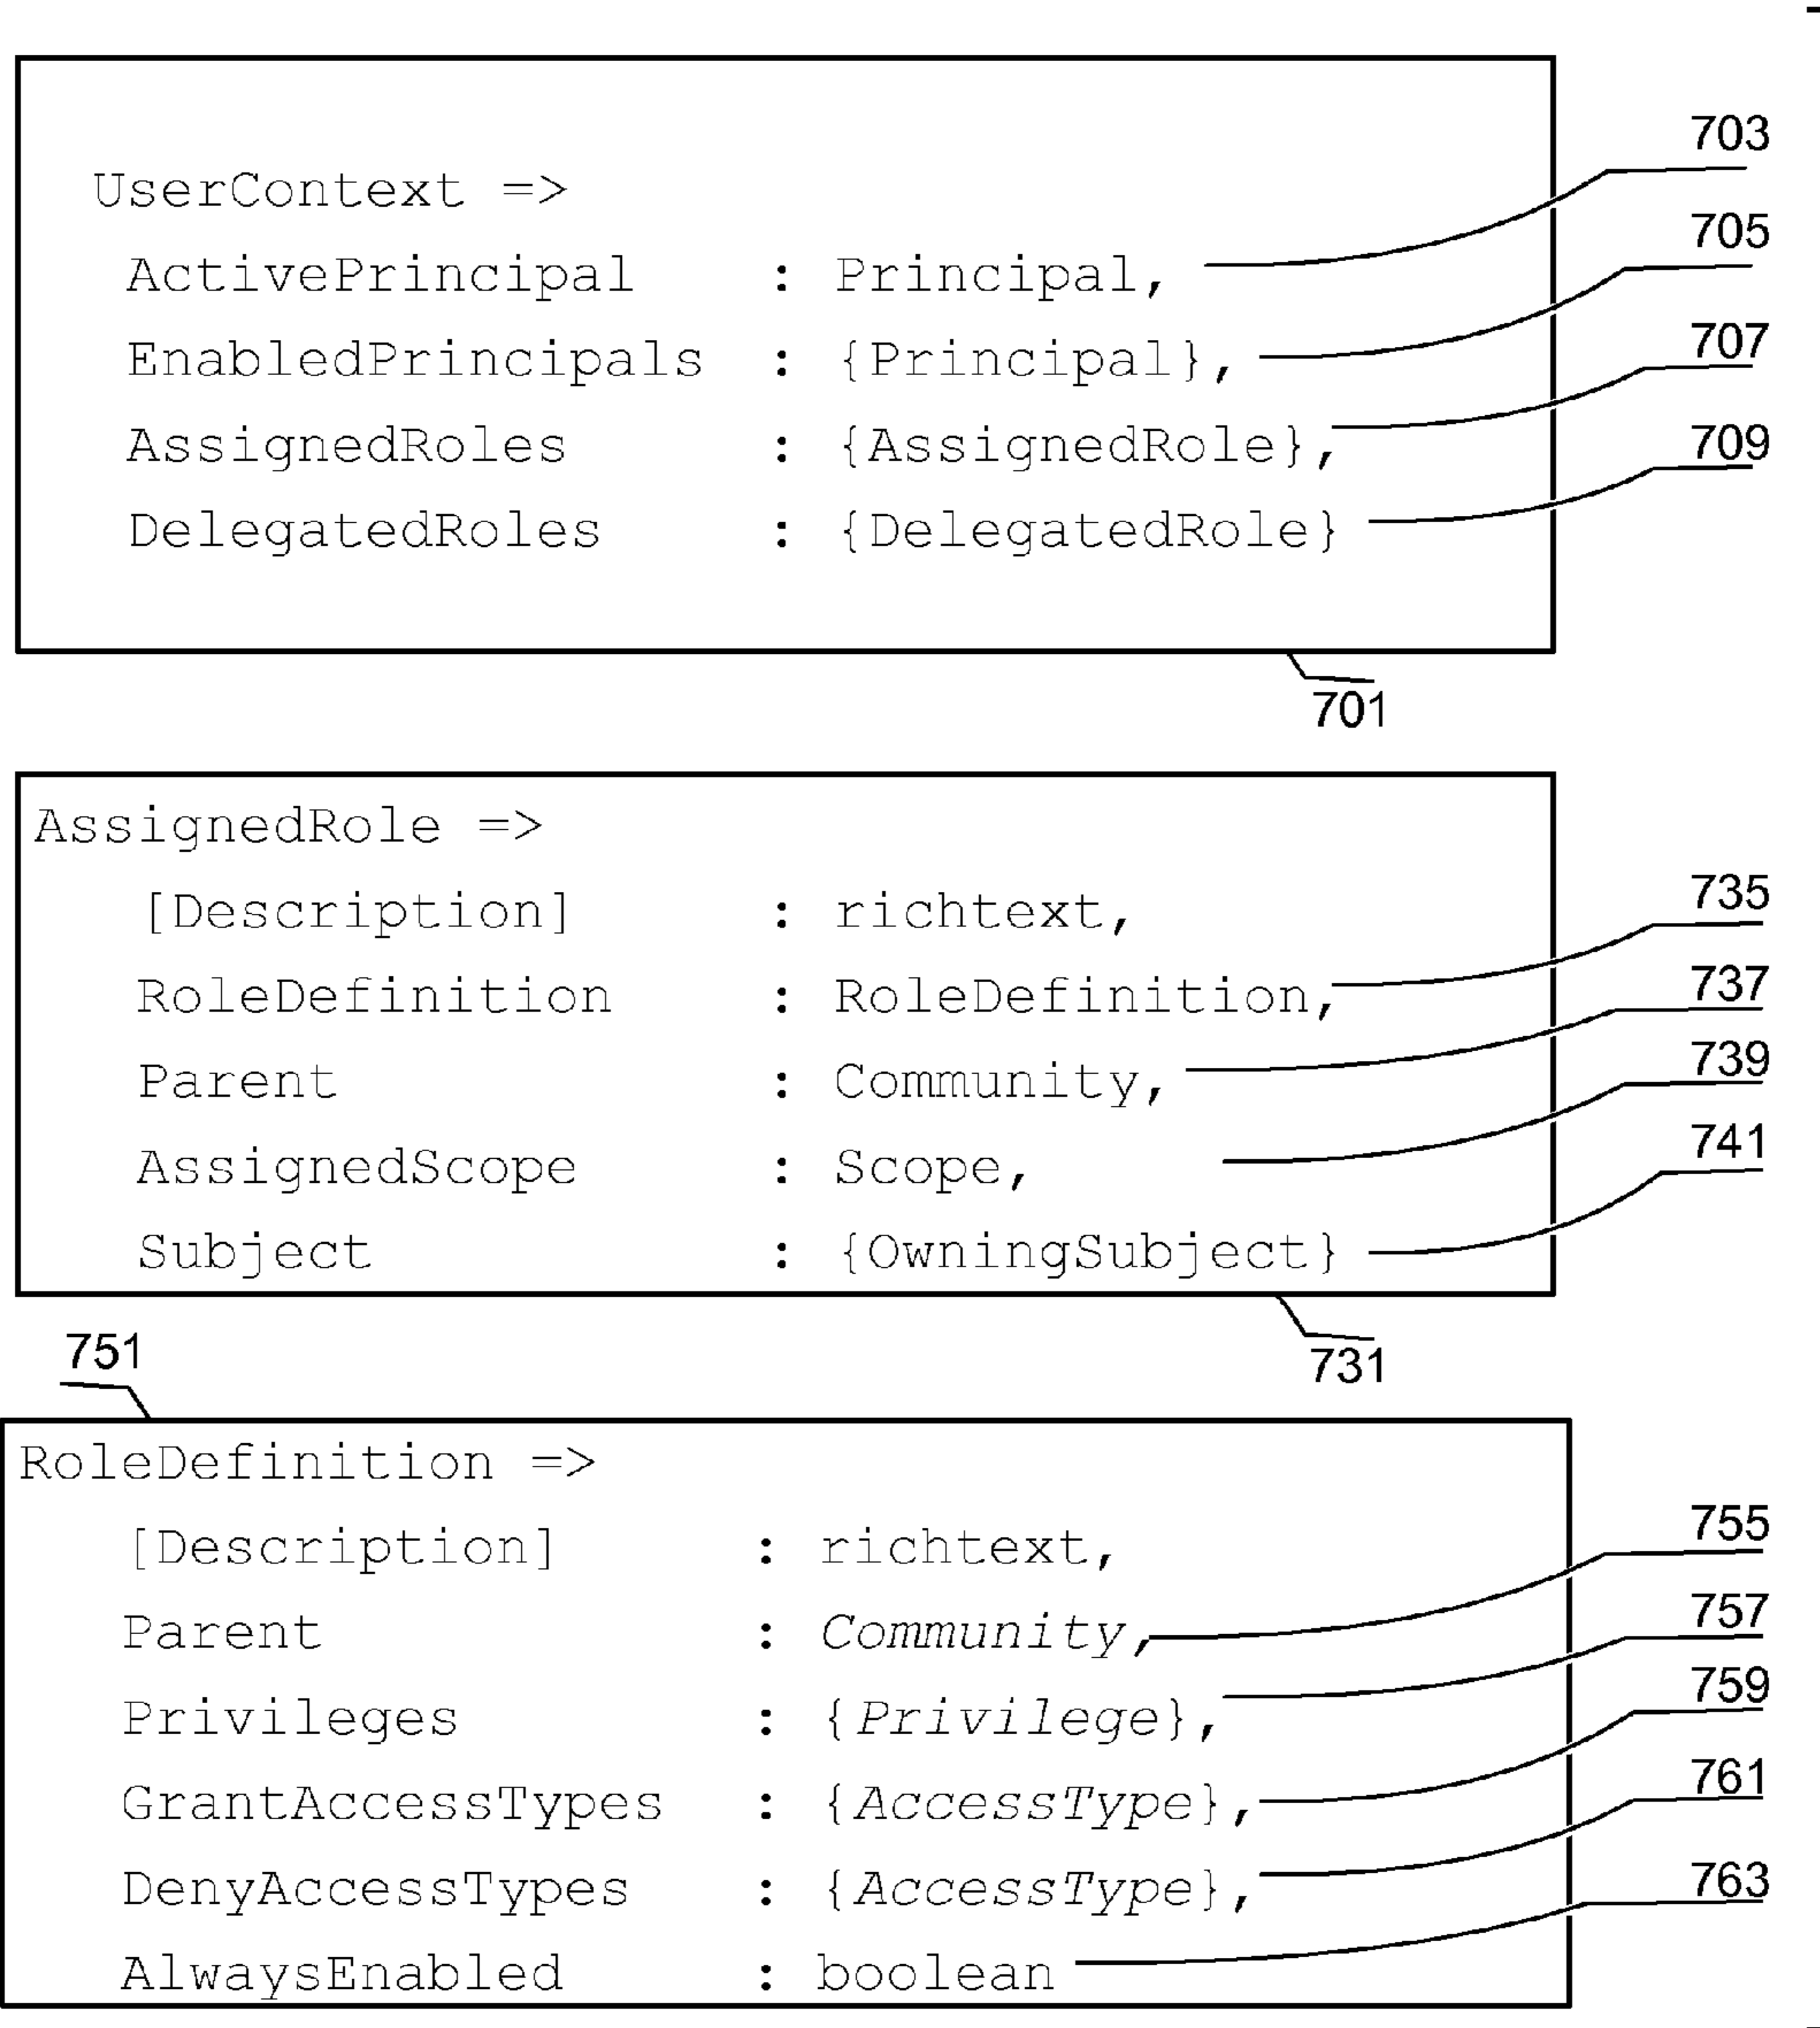 703
UserContext =>
705
ActivePrincipal : Principal,
707
EnabledPrincipals : {Principal},
709
AssignedRoles : {AssignedRole},
DelegatedRoles : {DelegatedRole}
701
AssignedRole =>
735
[Description] : richtext,
737
RoleDefinition : RoleDefinition,
739
Parent : Community,
741
AssignedScope : Scope,
Subject : {OwningSubject}
751
731
RoleDefinition =>
755
[Description] : richtext,
757
Parent : Community,
759
Privileges : {Privilege},
761
GrantAccessTypes : {AccessType},
763
DenyAccessTypes : {AccessType},
AlwaysEnabled : boolean